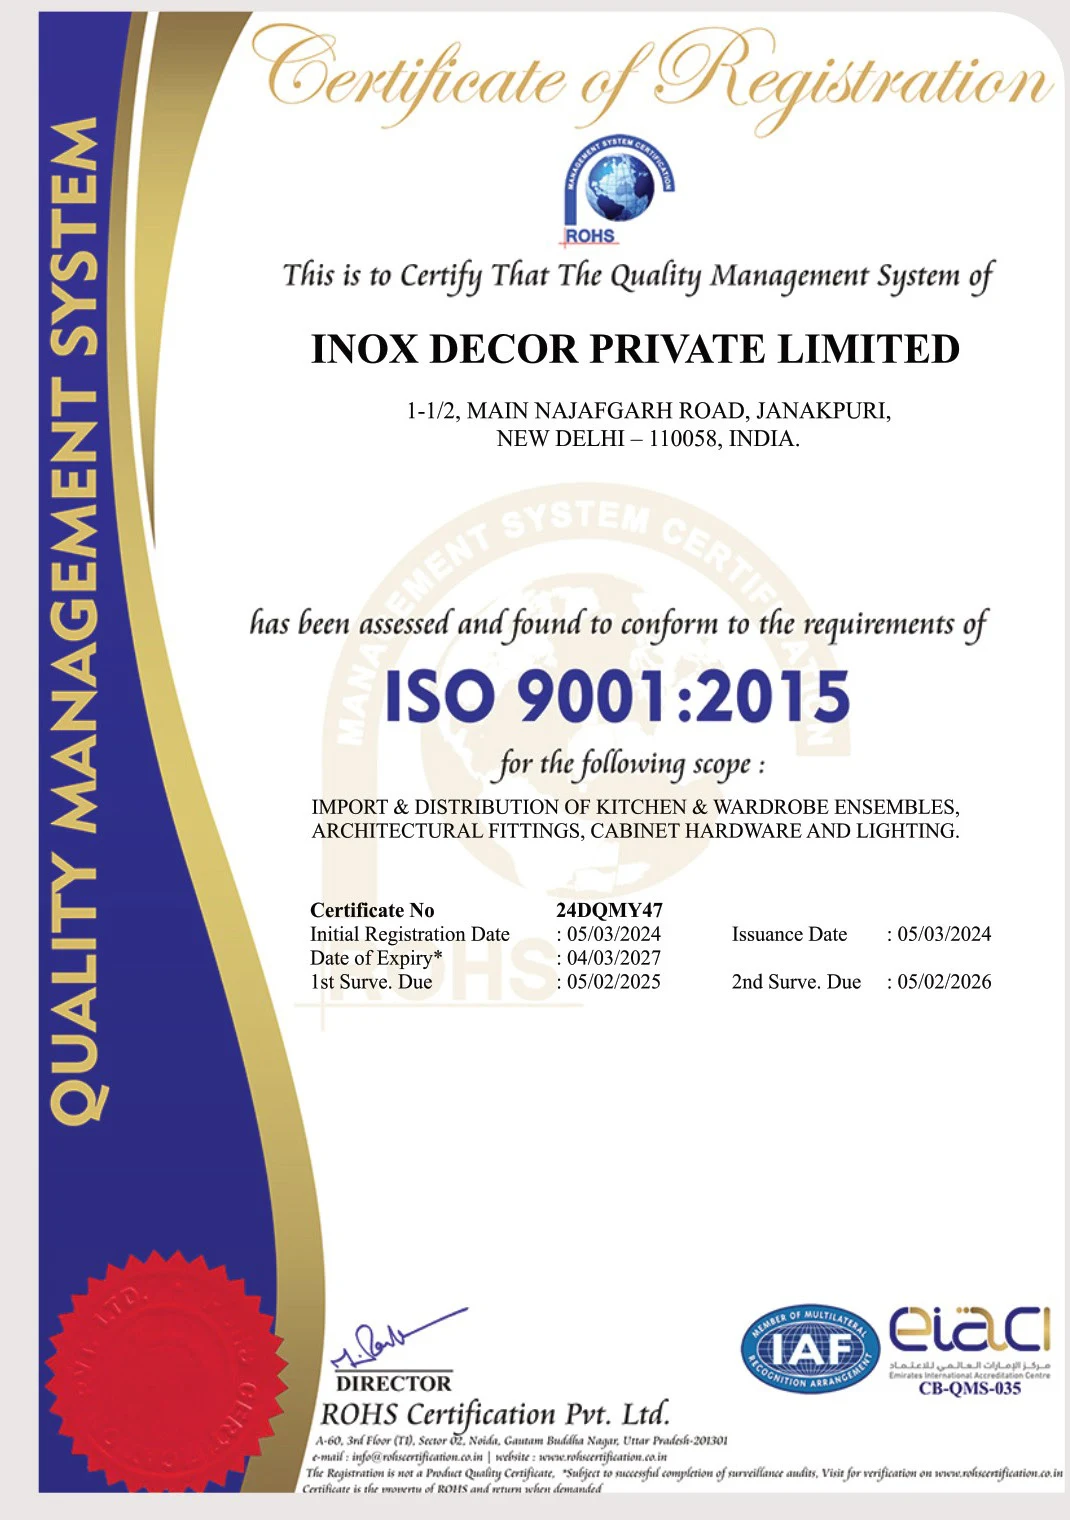 Certificate of Registration
MANAGEMENT SYSTEM CERTIFICATION
ROHS
This is to Certify That The Quality Management System of
INOX DECOR PRIVATE LIMITED
1-1/2, MAIN NAJAFGARH ROAD, JANAKPURI,
NEW DELHI – 110058, INDIA.
MANAGEMENT SYSTEM CERTIFICATION
has been assessed and found to conform to the requirements of
ISO 9001:2015
for the following scope :
IMPORT & DISTRIBUTION OF KITCHEN & WARDROBE ENSEMBLES,
ARCHITECTURAL FITTINGS, CABINET HARDWARE AND LIGHTING.
Certificate No 24DQMY47
Initial Registration Date : 05/03/2024 Issuance Date : 05/03/2024
Date of Expiry* : 04/03/2027
1st Surve. Due : 05/02/2025 2nd Surve. Due : 05/02/2026
ROHS
QUALITY MANAGEMENT SYSTEM
DIRECTOR
ROHS Certification Pvt. Ltd.
A-60, 3rd Floor (T1), Sector 02, Noida, Gautam Buddha Nagar, Uttar Pradesh-201301
e-mail : info@rohscertification.co.in | website : www.rohscertification.co.in
The Registration is not a Product Quality Certificate, *Subject to successful completion of surveillance audits, Visit for verification on www.rohscertification.co.in
Certificate is the property of ROHS and return when demanded
MEMBER OF MULTILATERAL
IAF
RECOGNITION ARRANGEMENT
eiaci
مركز الإمارات العالمي للاعتماد
Emirates International Accreditation Centre
CB-QMS-035